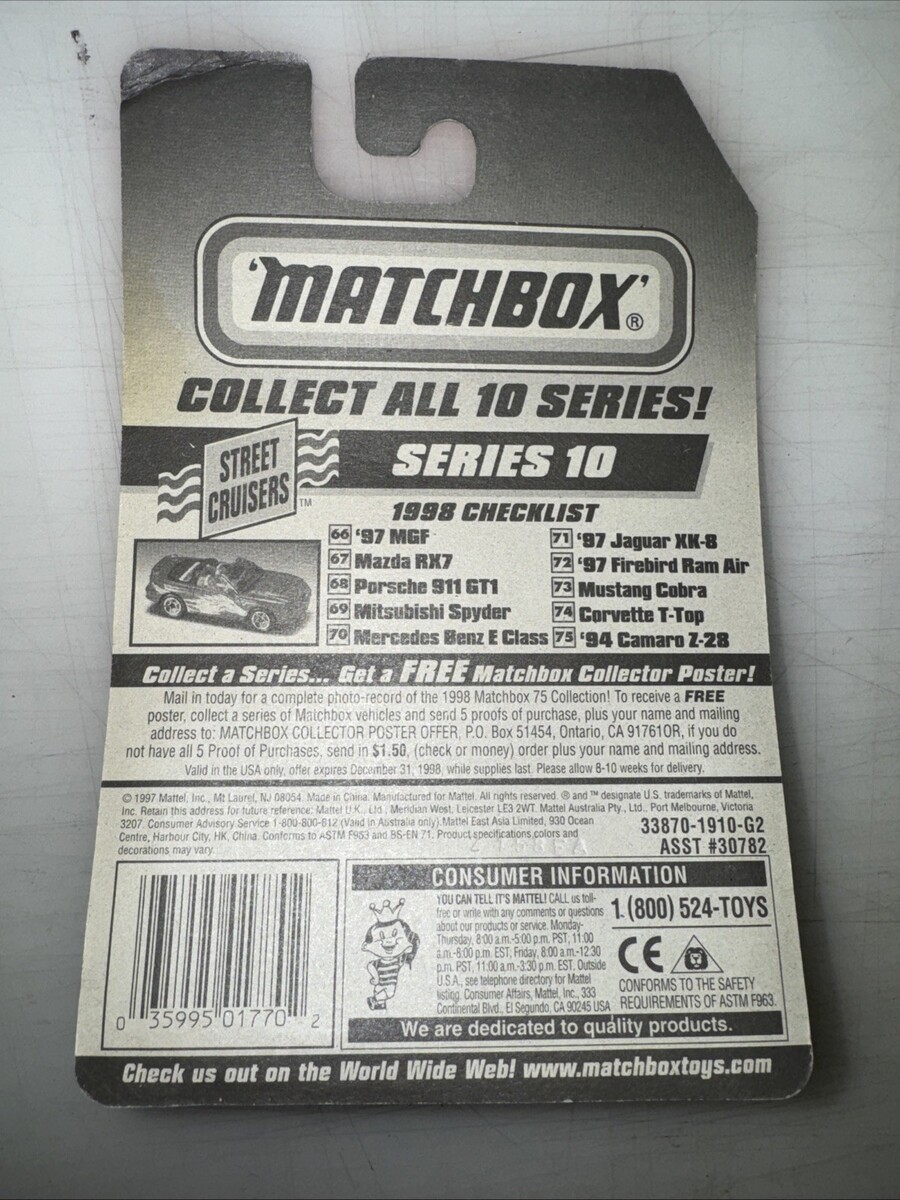 'MATCHBOX'®
COLLECT ALL 10 SERIES!
STREET
CRUISERS™
SERIES 10
1998 CHECKLIST
66 '97 MGF
67 Mazda RX7
68 Porsche 911 GT1
69 Mitsubishi Spyder
70 Mercedes Benz E Class
71 '97 Jaguar XK-8
72 '97 Firebird Ram Air
73 Mustang Cobra
74 Corvette T-Top
75 '94 Camaro Z-28
Collect a Series... Get a FREE Matchbox Collector Poster!
Mail in today for a complete photo-record of the 1998 Matchbox 75 Collection! To receive a FREE
poster, collect a series of Matchbox vehicles and send 5 proofs of purchase, plus your name and mailing
address to: MATCHBOX COLLECTOR POSTER OFFER, P.O. Box 51454, Ontario, CA 91761OR, if you do
not have all 5 Proof of Purchases, send in $1.50, (check or money) order plus your name and mailing address.
Valid in the USA only, offer expires December 31, 1998, while supplies last. Please allow 8-10 weeks for delivery.
© 1997 Mattel, Inc., Mt Laurel, NJ 08054. Made in China. Manufactured for Mattel. All rights reserved. ® and ™ designate U.S. trademarks of Mattel,
Inc. Retain this address for future reference: Mattel U.K., Ltd., Meridian West, Leicester LE3 2WT. Mattel Australia Pty., Ltd., Port Melbourne, Victoria
3207. Consumer Advisory Service 1-800-800-812 (Valid in Australia only). Mattel East Asia Limited, 930 Ocean
Centre, Harbour City, HK, China. Conforms to ASTM F963 and BS-EN 71. Product specifications, colors and
decorations may vary.
33870-1910-G2
ASST #30782
CONSUMER INFORMATION
YOU CAN TELL IT'S MATTEL! CALL us toll-
free or write with any comments or questions
about our products or service. Monday-
Thursday, 8:00 a.m.-5:00 p.m. PST, 11:00
a.m.-8:00 p.m. EST; Friday, 8:00 a.m.-12:30
p.m. PST, 11:00 a.m.-3:30 p.m. EST. Outside
U.S.A., see telephone directory for Mattel
listing. Consumer Affairs, Mattel, Inc., 333
Continental Blvd., El Segundo, CA 90245 USA
1-(800) 524-TOYS
CE
CONFORMS TO THE SAFETY
REQUIREMENTS OF ASTM F963.
We are dedicated to quality products.
0 35995 01770 2
Check us out on the World Wide Web! www.matchboxtoys.com